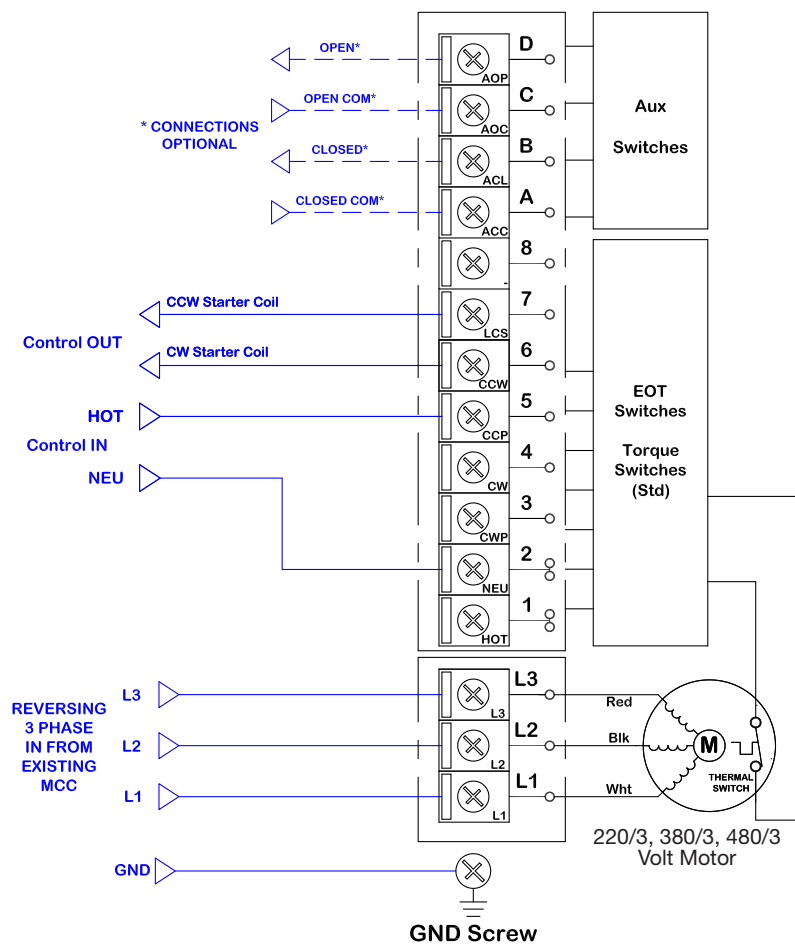 OPEN*
D
AOP
OPEN COM*
C
AOC
* CONNECTIONS
OPTIONAL
CLOSED*
B
ACL
CLOSED COM*
A
ACC
Aux
Switches
8
-
CCW Starter Coil
7
LCS
Control OUT
CW Starter Coil
6
CCW
HOT
5
CCP
Control IN
4
CW
NEU
3
CWP
2
NEU
1
HOT
EOT
Switches
Torque
Switches
(Std)
REVERSING
3 PHASE
IN FROM
EXISTING
MCC
L3
L3
L3
Red
L2
L2
L2
Blk
L1
L1
L1
Wht
M
THERMAL
SWITCH
220/3, 380/3, 480/3
Volt Motor
GND
GND Screw